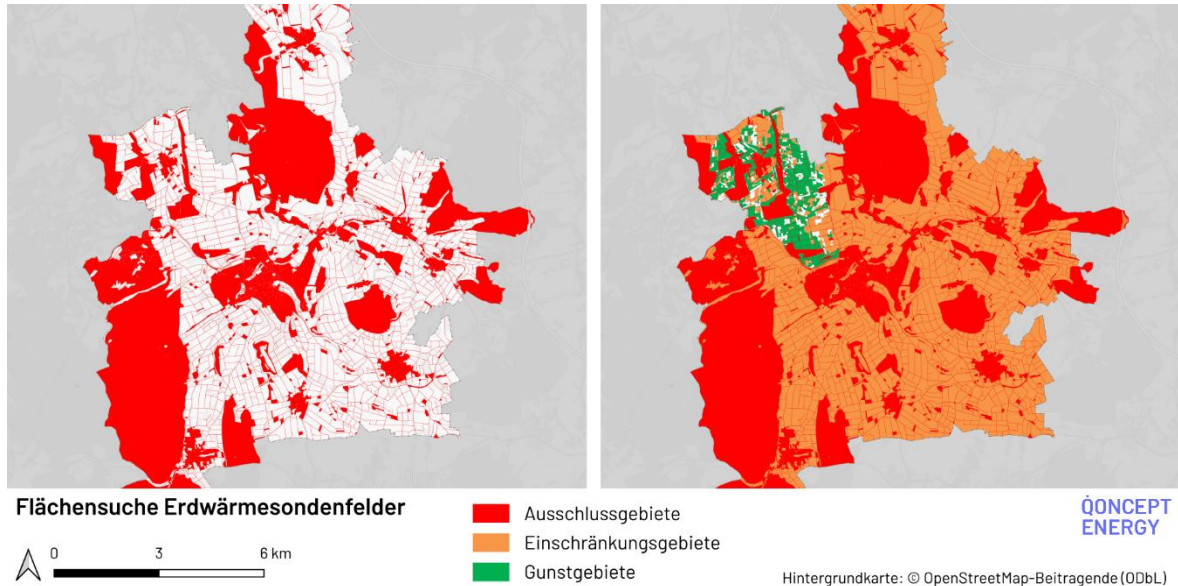 Flächensuche Erdwärmesondenfelder
0 3 6 km
Ausschlussgebiete
Einschränkungsgebiete
Gunstgebiete
QONCEPT
ENERGY
Hintergrundkarte: © OpenStreetMap-Beitragende (ODbL)